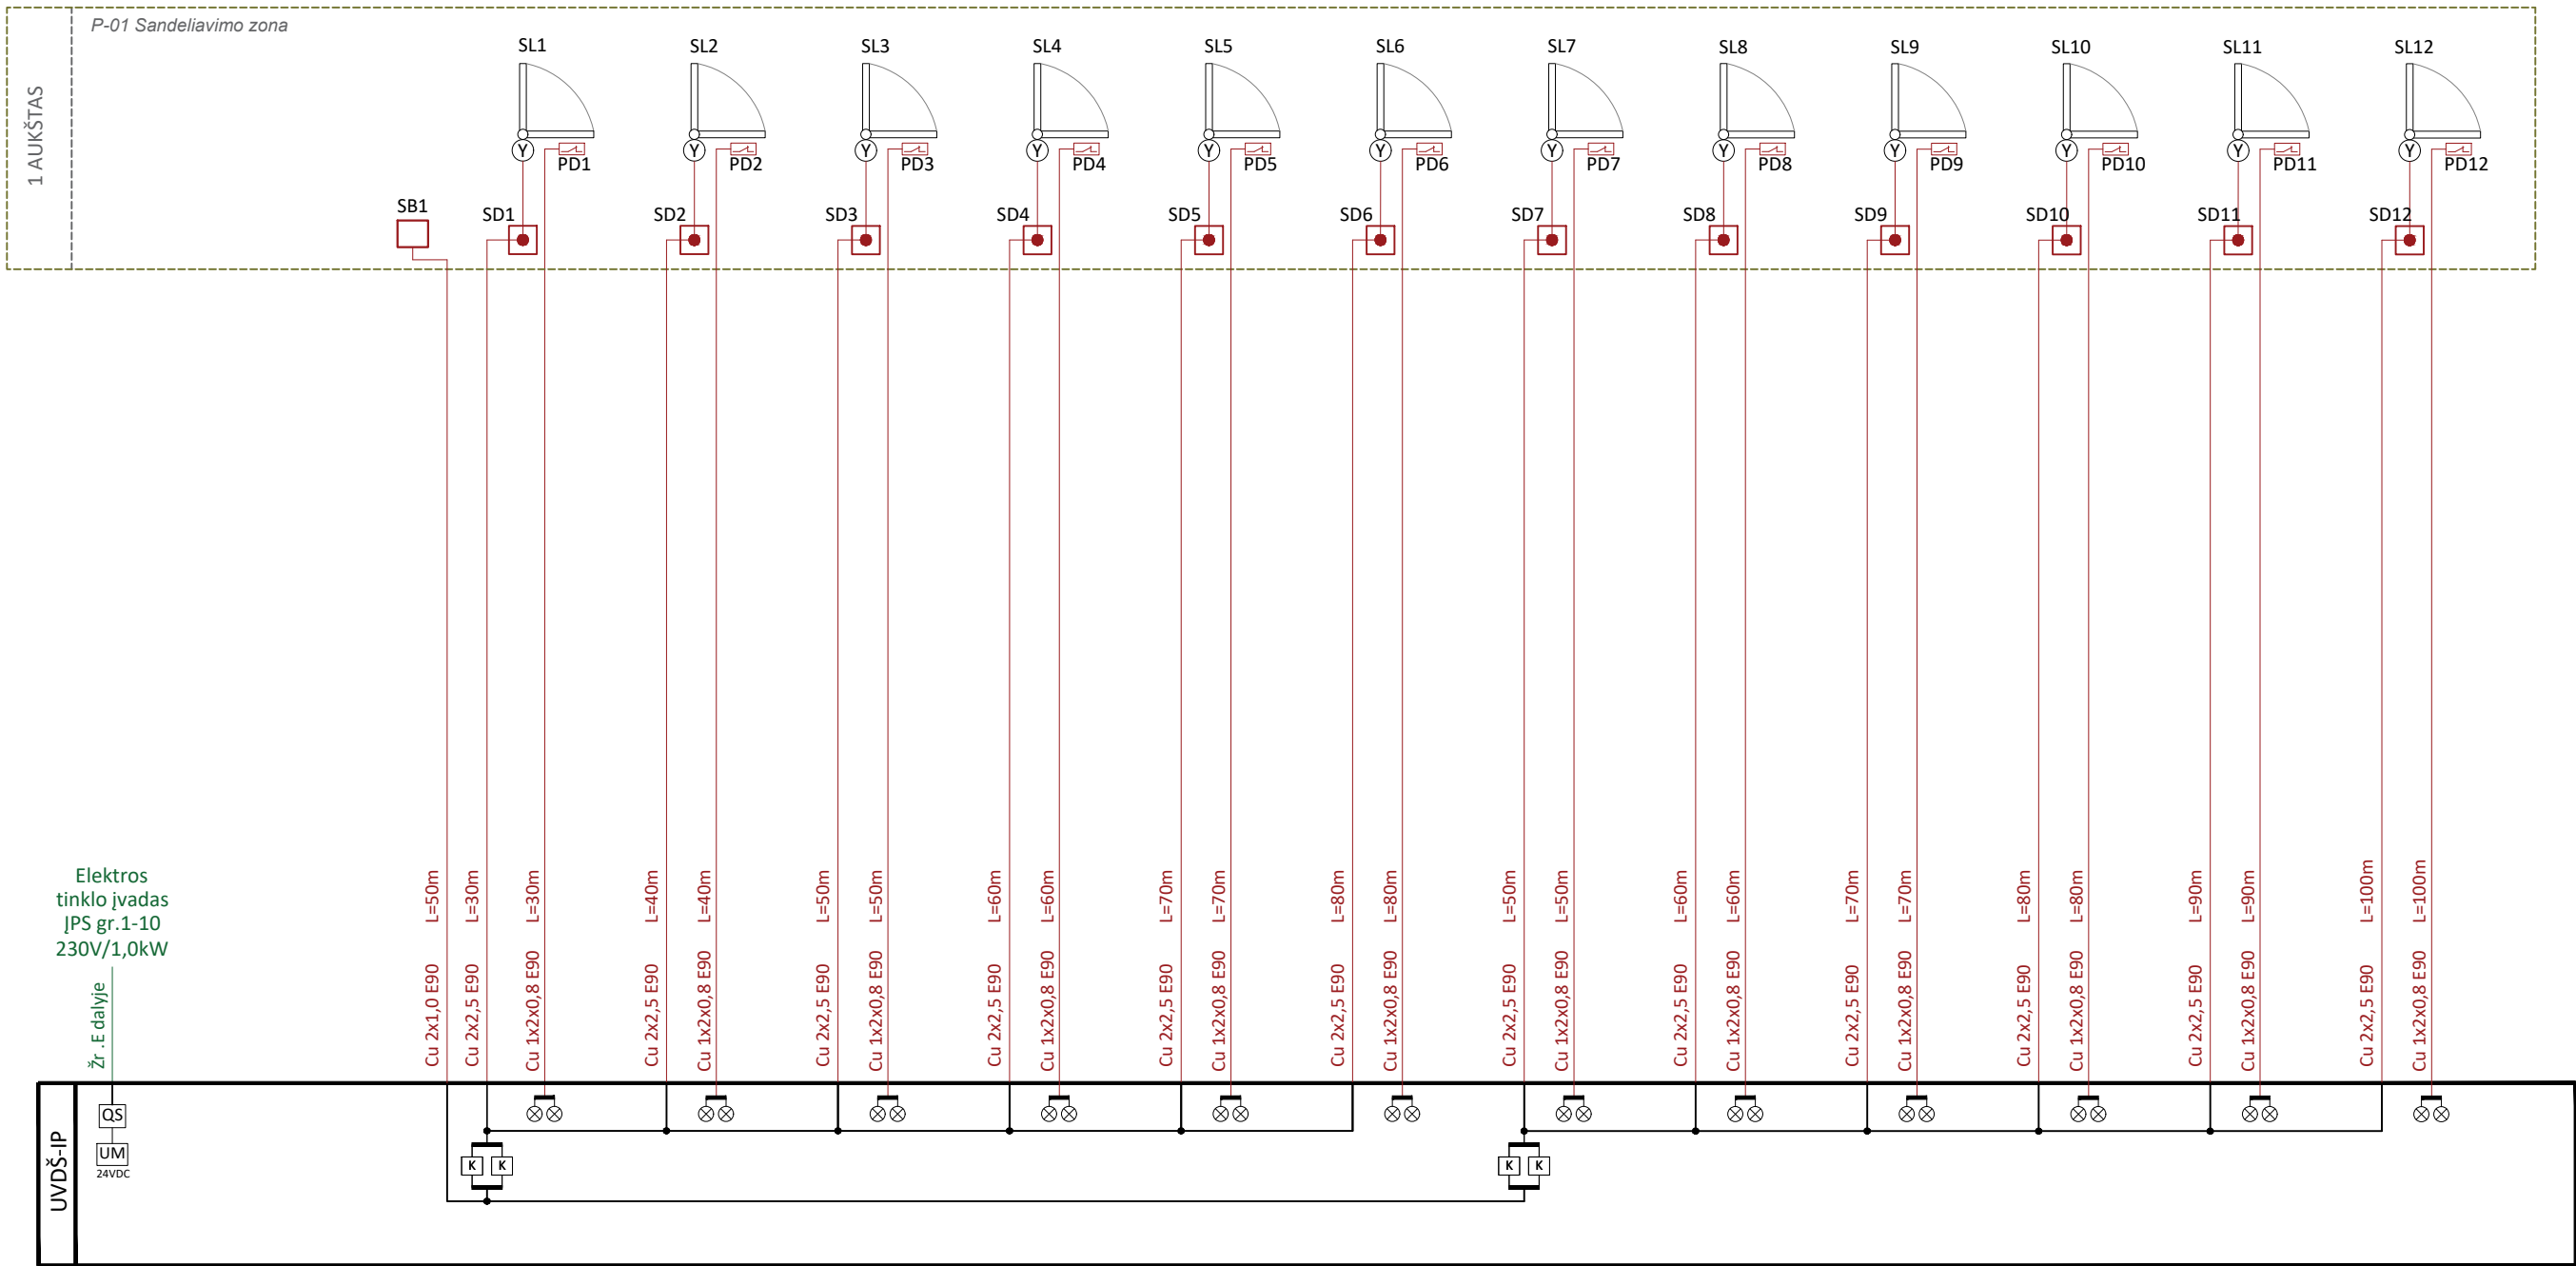 P-01 Sandeliavimo zona
1 AUKŠTAS
SL1
SL2
SL3
SL4
SL5
SL6
SL7
SL8
SL9
SL10
SL11
SL12
Y
Y
Y
Y
Y
Y
Y
Y
Y
Y
Y
Y
PD1
PD2
PD3
PD4
PD5
PD6
PD7
PD8
PD9
PD10
PD11
PD12
SB1
SD1
SD2
SD3
SD4
SD5
SD6
SD7
SD8
SD9
SD10
SD11
SD12
Elektros
tinklo įvadas
ĮPS gr.1-10
230V/1,0kW
Žr .E dalyje
Cu 2x1,0 E90 L=50m
Cu 2x2,5 E90 L=30m
Cu 1x2x0,8 E90 L=30m
Cu 2x2,5 E90 L=40m
Cu 1x2x0,8 E90 L=40m
Cu 2x2,5 E90 L=50m
Cu 1x2x0,8 E90 L=50m
Cu 2x2,5 E90 L=60m
Cu 1x2x0,8 E90 L=60m
Cu 2x2,5 E90 L=70m
Cu 1x2x0,8 E90 L=70m
Cu 2x2,5 E90 L=80m
Cu 1x2x0,8 E90 L=80m
Cu 2x2,5 E90 L=50m
Cu 1x2x0,8 E90 L=50m
Cu 2x2,5 E90 L=60m
Cu 1x2x0,8 E90 L=60m
Cu 2x2,5 E90 L=70m
Cu 1x2x0,8 E90 L=70m
Cu 2x2,5 E90 L=80m
Cu 1x2x0,8 E90 L=80m
Cu 2x2,5 E90 L=90m
Cu 1x2x0,8 E90 L=90m
Cu 2x2,5 E90 L=100m
Cu 1x2x0,8 E90 L=100m
UVDŠ-IP
QS
UM
24VDC
K K
K K